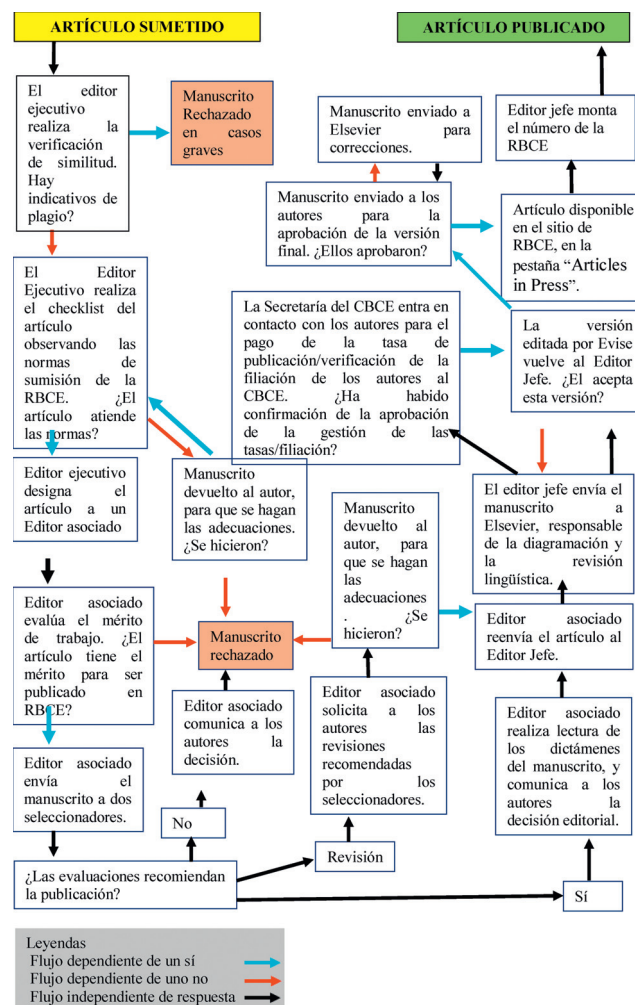 ARTÍCULO SUMETIDO
ARTÍCULO PUBLICADO
El editor
ejecutivo
realiza la
verificación
de similitud.
Hay
indicativos de
plagio?
Manuscrito
Rechazado
en casos
graves
Manuscrito enviado a
Elsevier para
correcciones.
Editor jefe monta
el número de la
RBCE
Manuscrito enviado a los
autores para la
aprobación de la versión
final. ¿Ellos aprobaron?
Artículo disponible
en el sitio de
RBCE, en la
pestaña “Articles
in Press”.
El Editor
Ejecutivo realiza
el checklist del
artículo
observando las
normas de
sumisión de la
RBCE. ¿El
artículo atiende
las normas?
La Secretaría del CBCE entra en
contacto con los autores para el
pago de la tasa de
publicación/verificación de la
filiación de los autores al
CBCE. ¿Ha habido
confirmación de la aprobación
de la gestión de las
tasas/filiación?
La versión
editada por Evise
vuelve al Editor
Jefe. ¿El acepta
esta versión?
Editor ejecutivo
designa el
artículo a un
Editor asociado
Manuscrito
devuelto al autor,
para que se hagan
las adecuaciones.
¿Se hicieron?
Manuscrito
devuelto al
autor, para
que se hagan
las
adecuaciones
. ¿Se
hicieron?
El editor jefe envía el
manuscrito a
Elsevier, responsable
de la diagramación y
la revisión
lingüística.
Editor asociado
evalúa el mérito
de trabajo. ¿El
artículo tiene el
mérito para ser
publicado en
RBCE?
Manuscrito
rechazado
Editor asociado
reenvía el artículo al
Editor Jefe.
Editor asociado
comunica a los
autores la
decisión.
Editor asociado
solicita a los
autores las
revisiones
recomendadas
por los
seleccionadores.
Editor asociado
realiza lectura de
los dictámenes
del manuscrito, y
comunica a los
autores la
decisión editorial.
Editor asociado
envía el
manuscrito a dos
seleccionadores.
No
Revisión
Sí
¿Las evaluaciones recomiendan
la publicación?
Leyendas
Flujo dependiente de un sí
Flujo dependiente de uno no
Flujo independiente de respuesta